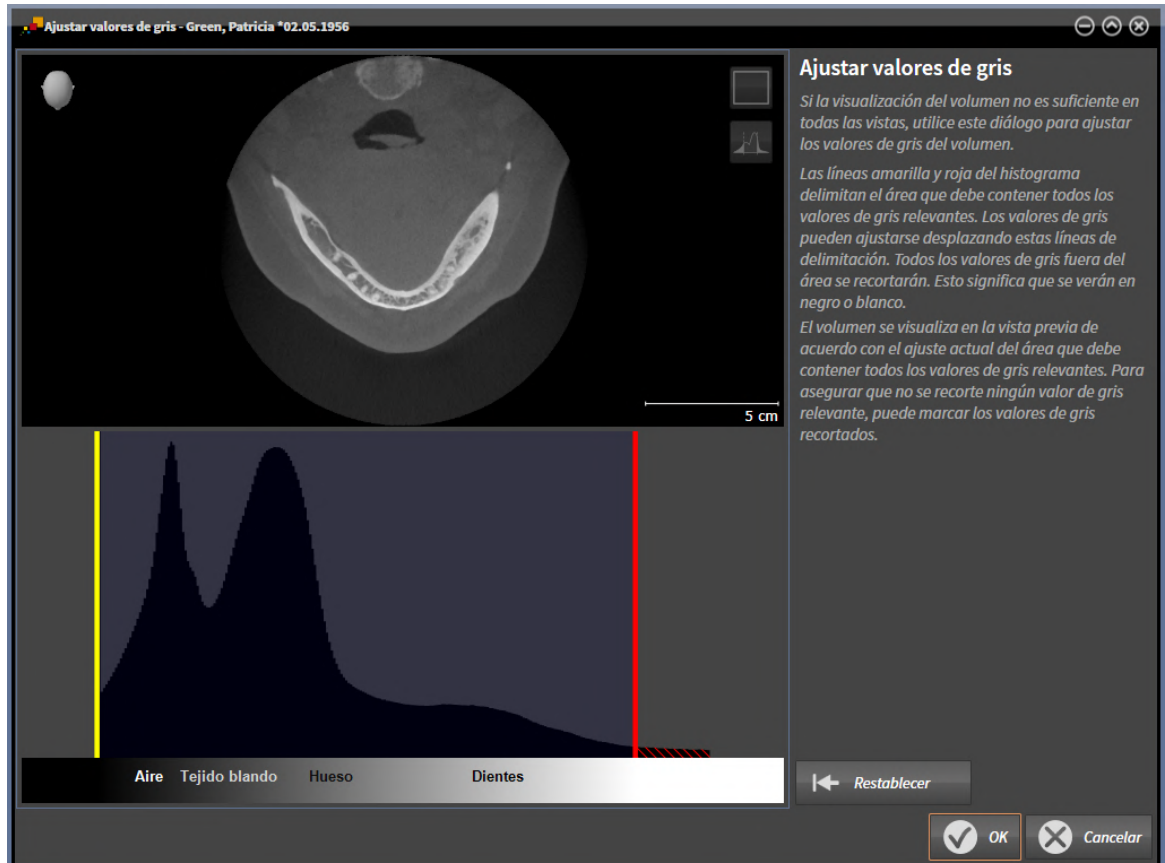 Ajustar valores de gris - Green, Patricia *02.05.1956
5 cm
Aire Tejido blando Hueso Dientes
Ajustar valores de gris
Si la visualización del volumen no es suficiente en
todas las vistas, utilice este diálogo para ajustar
los valores de gris del volumen.
Las líneas amarilla y roja del histograma
delimitan el área que debe contener todos los
valores de gris relevantes. Los valores de gris
pueden ajustarse desplazando estas líneas de
delimitación. Todos los valores de gris fuera del
área se recortarán. Esto significa que se verán en
negro o blanco.
El volumen se visualiza en la vista previa de
acuerdo con el ajuste actual del área que debe
contener todos los valores de gris relevantes. Para
asegurar que no se recorte ningún valor de gris
relevante, puede marcar los valores de gris
recortados.
Restablecer
OK Cancelar